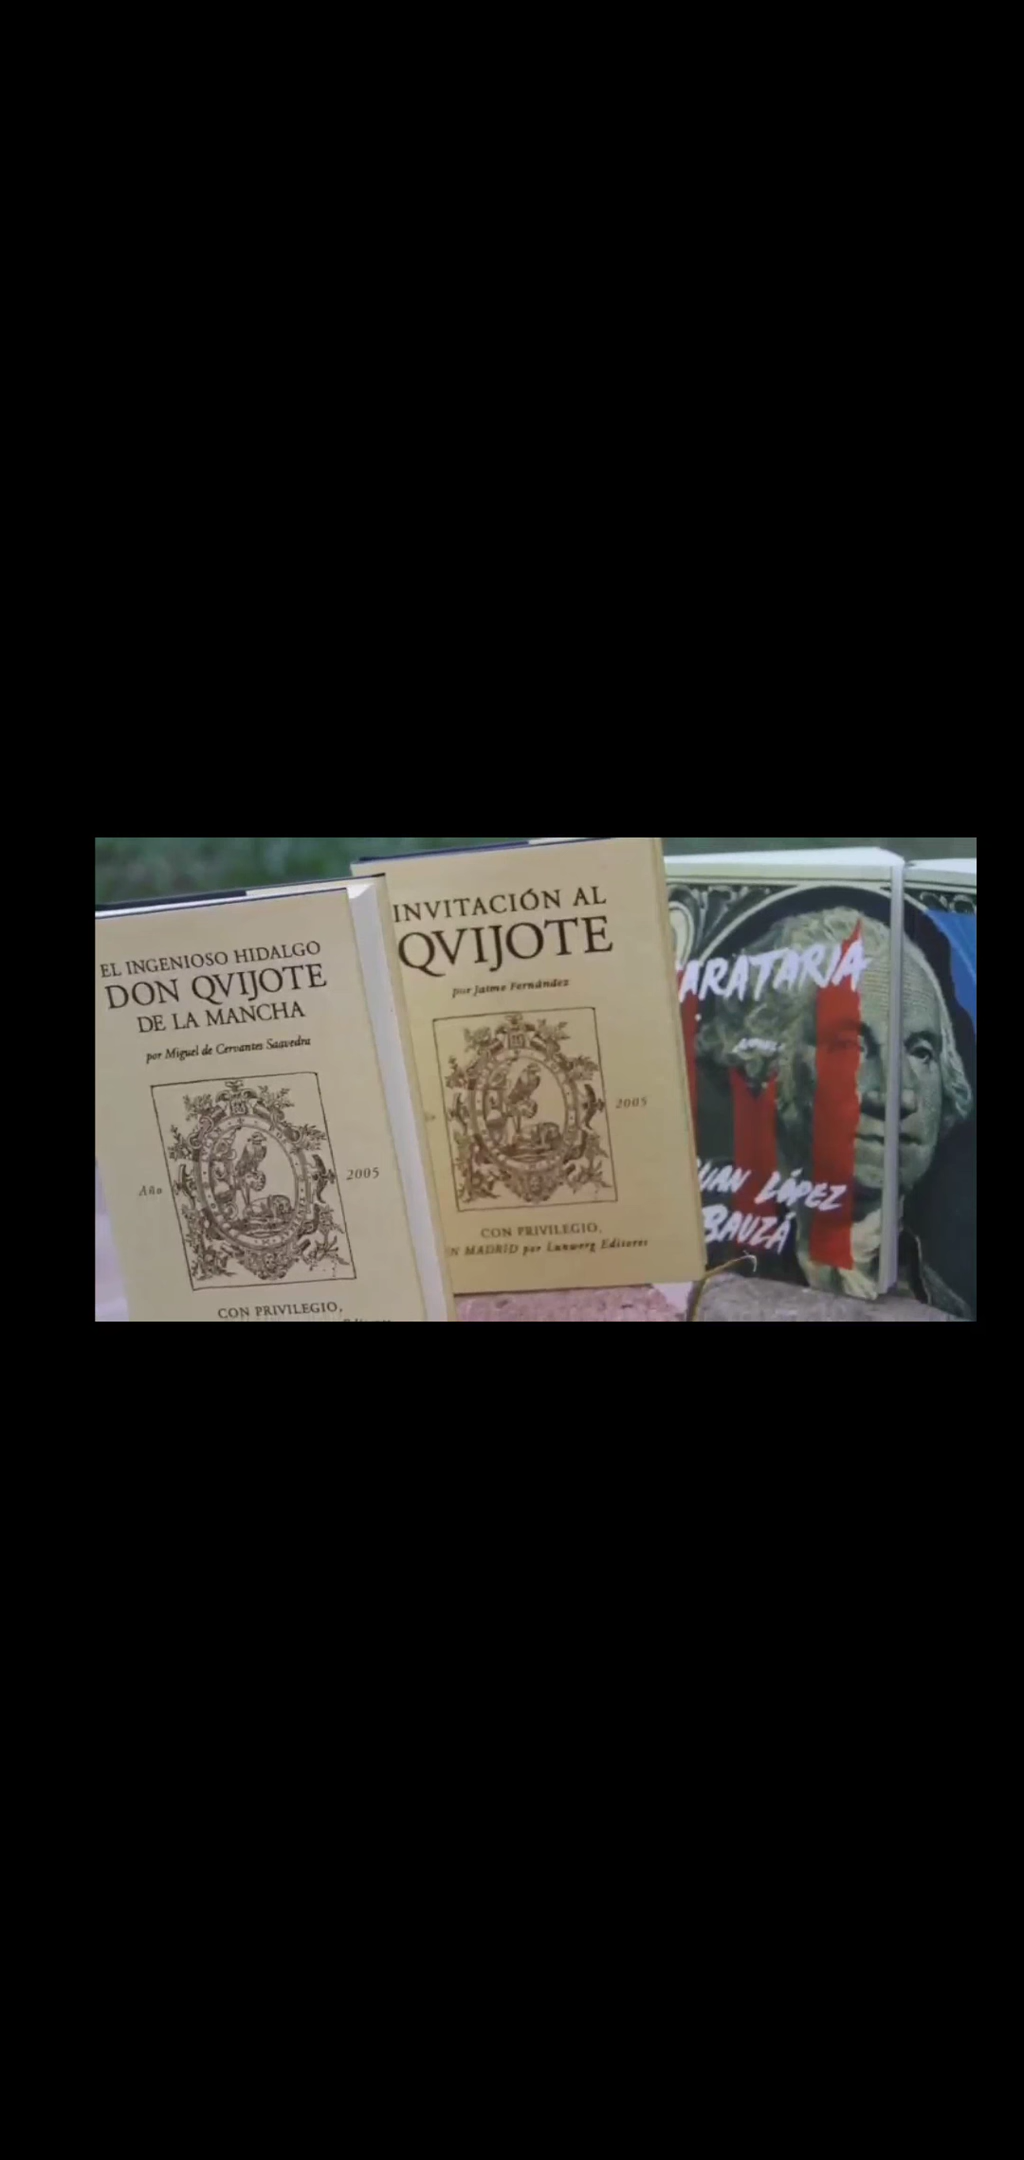 EL INGENIOSO HIDALGO
DON QVIJOTE
DE LA MANCHA
por Miguel de Cervantes Saavedra
Año 2005
CON PRIVILEGIO,
INVITACIÓN AL
QVIJOTE
por Jaime Fernández
2005
CON PRIVILEGIO,
N MADRID por Lunwerg Editores
ARATARIA
UAN LÓPEZ
BAUZÁ